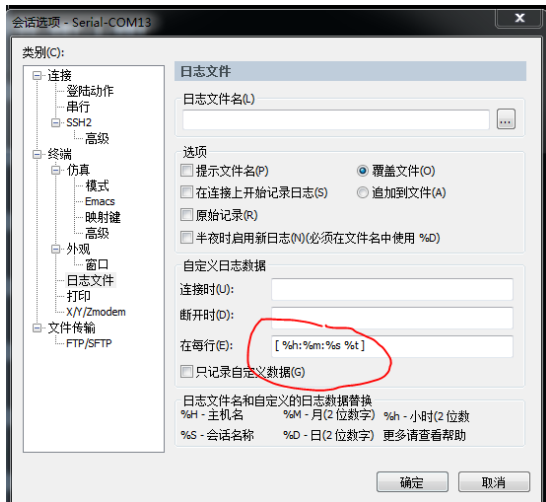 会话选项 - Serial-COM13
类别(C):
连接
登陆动作
串行
SSH2
高级
终端
仿真
模式
Emacs
映射键
高级
外观
窗口
日志文件
打印
X/Y/Zmodem
文件传输
FTP/SFTP
日志文件
日志文件名(L)
...
选项
提示文件名(P)
覆盖文件(O)
在连接上开始记录日志(S)
追加到文件(A)
原始记录(R)
半夜时启用新日志(N)(必须在文件名中使用 %D)
自定义日志数据
连接时(U):
断开时(D):
在每行(E): [ %h:%m:%s %t ]
只记录自定义数据(G)
日志文件名和自定义的日志数据替换
%H - 主机名 %M - 月(2 位数字) %h - 小时(2 位数
%S - 会话名称 %D - 日(2 位数字) 更多请查看帮助
确定 取消